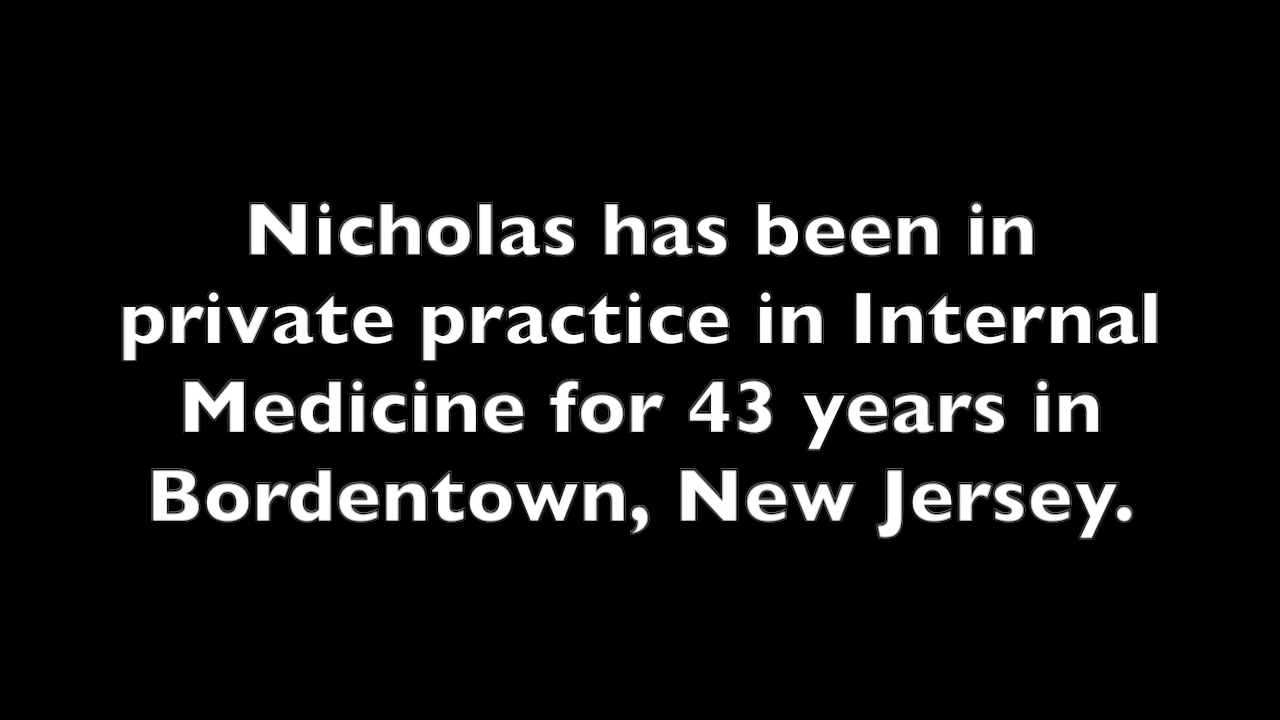 Nicholas has been in
private practice in Internal
Medicine for 43 years in
Bordentown, New Jersey.